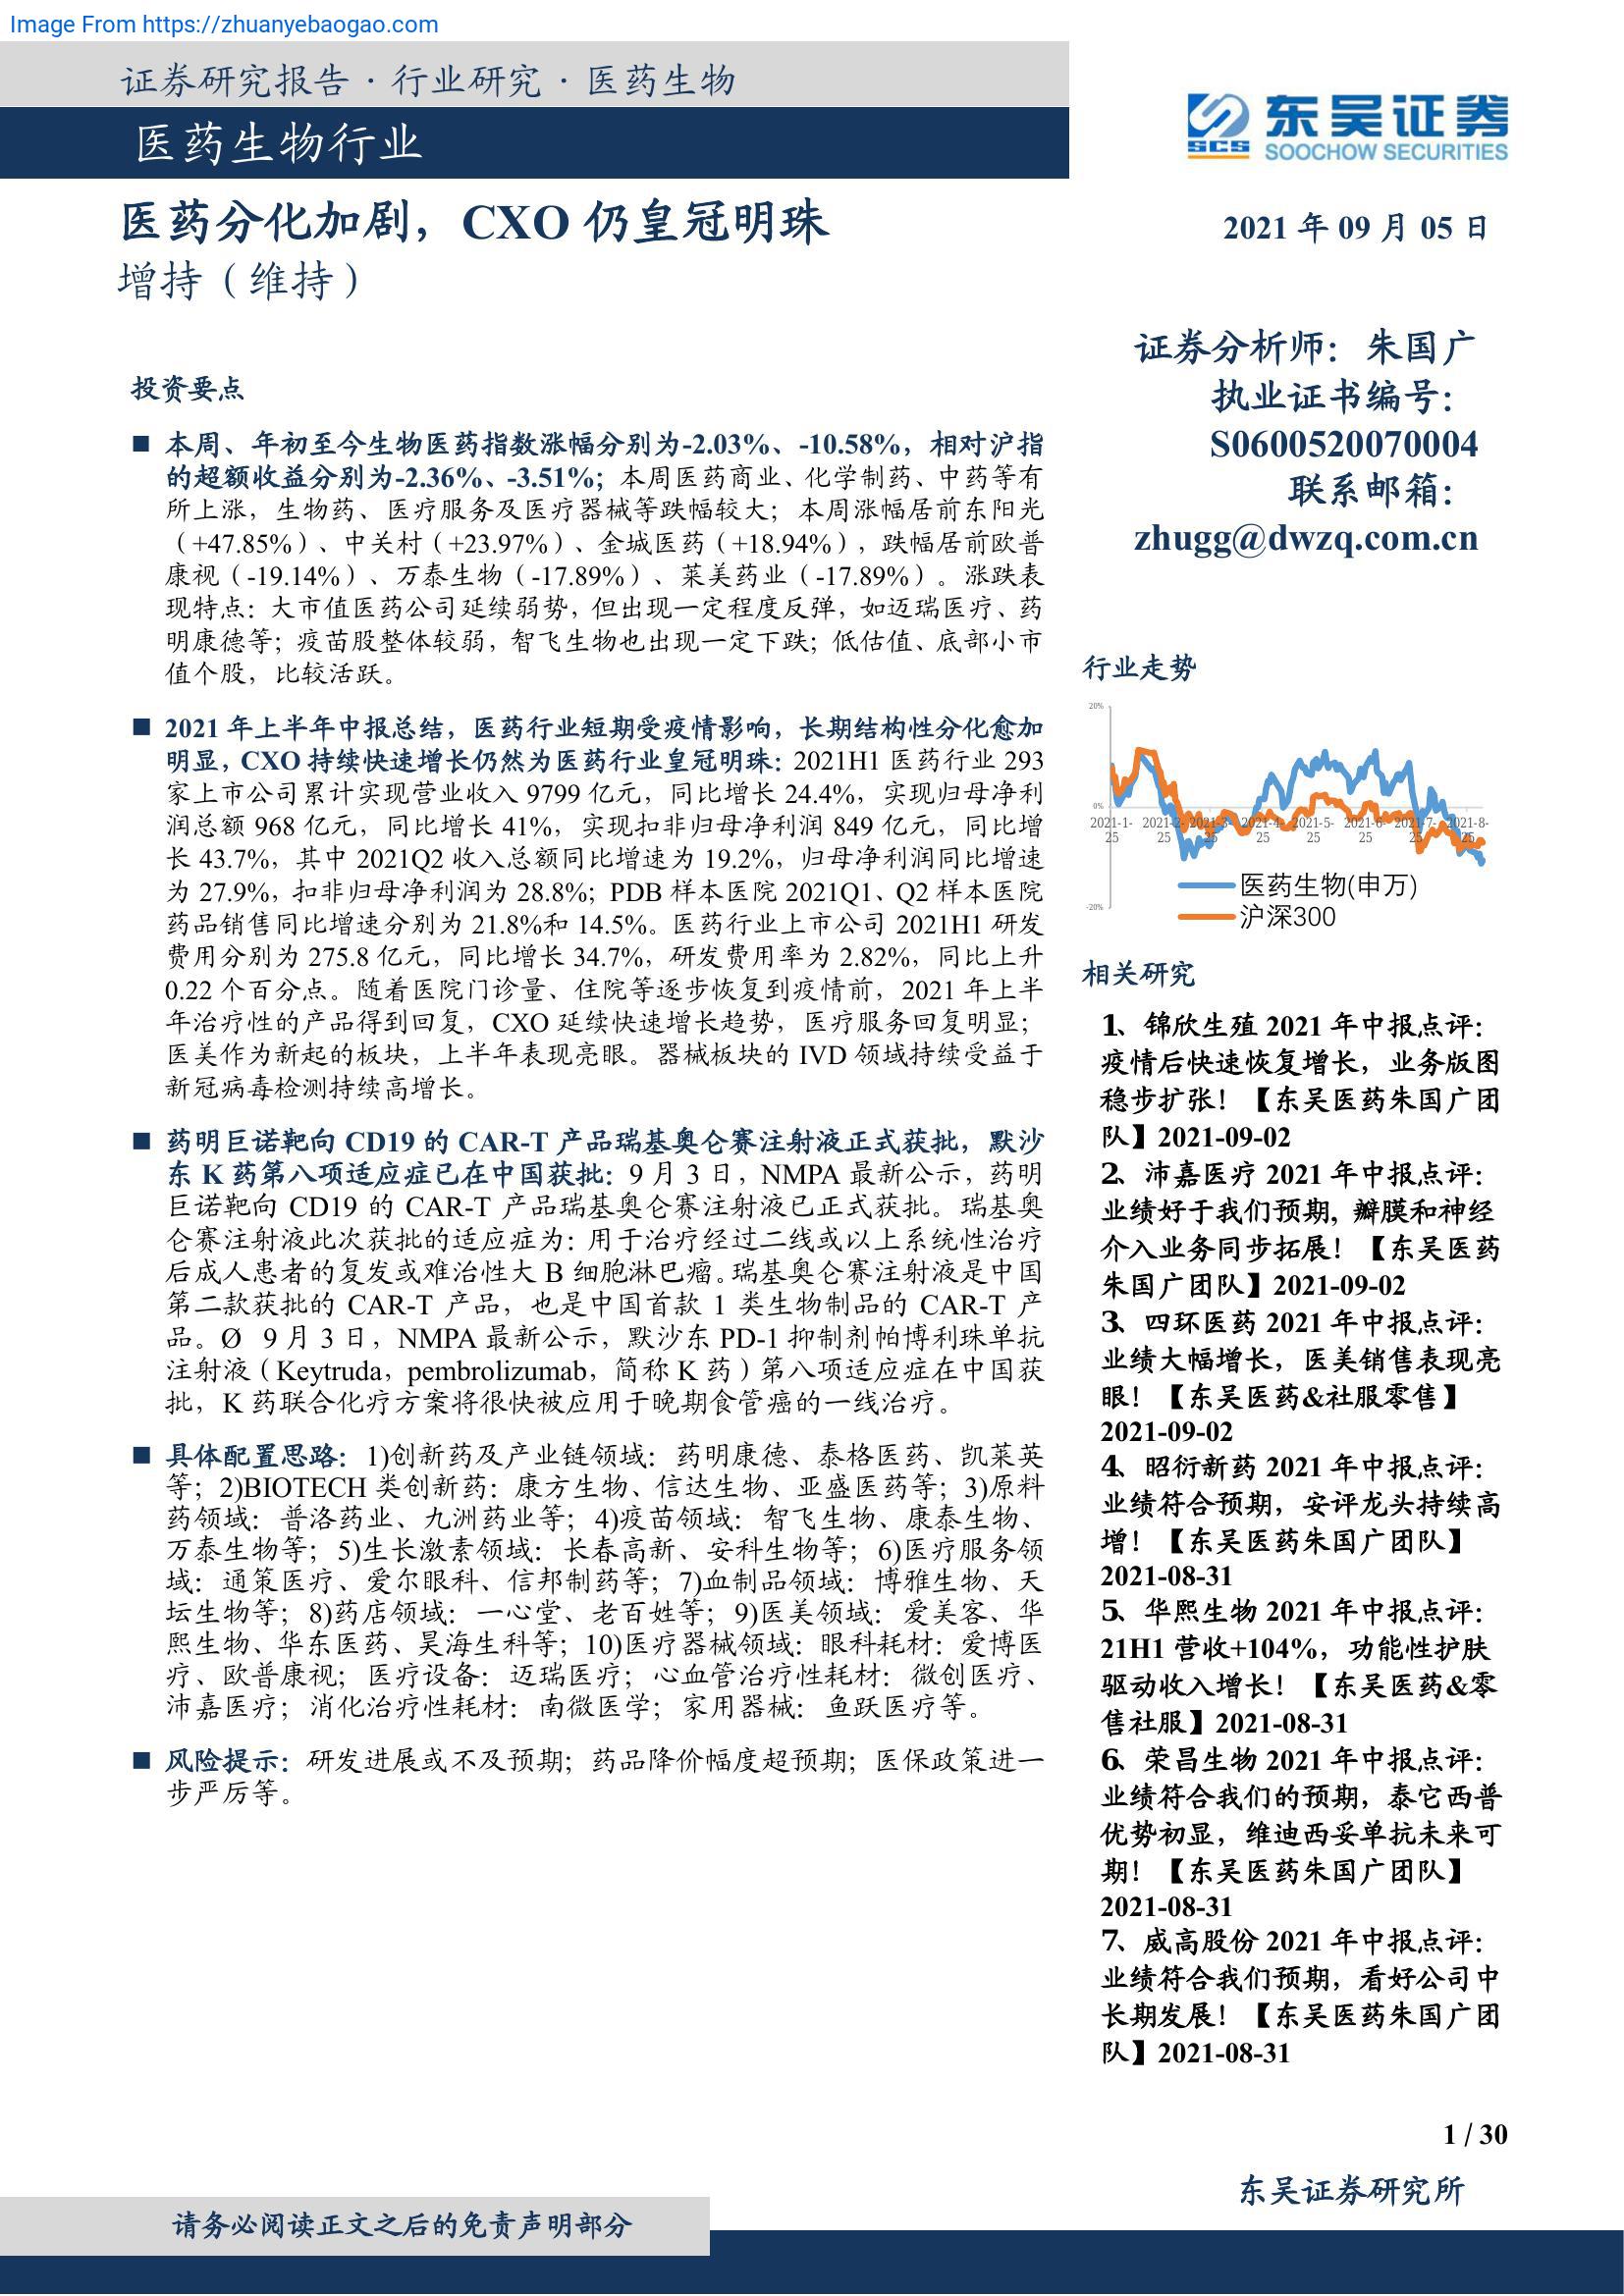 Image From https://zhuanyebaogao.com
证券研究报告·行业研究·医药生物
医药生物行业
东吴证券
SCS
SOOCHOW SECURITIES
医药分化加剧，CXO 仍皇冠明珠
增持（维持）
2021 年 09 月 05 日
证券分析师：朱国广
执业证书编号：
S0600520070004
联系邮箱：
zhugg@dwzq.com.cn
投资要点
■ 本周、年初至今生物医药指数涨幅分别为-2.03%、-10.58%，相对沪指
的超额收益分别为-2.36%、-3.51%；本周医药商业、化学制药、中药等有
所上涨，生物药、医疗服务及医疗器械等跌幅较大；本周涨幅居前东阳光
（+47.85%）、中关村（+23.97%）、金城医药（+18.94%），跌幅居前欧普
康视（-19.14%）、万泰生物（-17.89%）、莱美药业（-17.89%）。涨跌表
现特点：大市值医药公司延续弱势，但出现一定程度反弹，如迈瑞医疗、药
明康德等；疫苗股整体较弱，智飞生物也出现一定下跌；低估值、底部小市
值个股，比较活跃。
■ 2021 年上半年中报总结，医药行业短期受疫情影响，长期结构性分化愈加
明显，CXO 持续快速增长仍然为医药行业皇冠明珠：2021H1 医药行业 293
家上市公司累计实现营业收入 9799 亿元，同比增长 24.4%，实现归母净利
润总额 968 亿元，同比增长 41%，实现扣非归母净利润 849 亿元，同比增
长 43.7%，其中 2021Q2 收入总额同比增速为 19.2%，归母净利润同比增速
为 27.9%，扣非归母净利润为 28.8%；PDB 样本医院 2021Q1、Q2 样本医院
药品销售同比增速分别为 21.8%和 14.5%。医药行业上市公司 2021H1 研发
费用分别为 275.8 亿元，同比增长 34.7%，研发费用率为 2.82%，同比上升
0.22 个百分点。随着医院门诊量、住院等逐步恢复到疫情前，2021 年上半
年治疗性的产品得到回复，CXO 延续快速增长趋势，医疗服务回复明显；
医美作为新起的板块，上半年表现亮眼。器械板块的 IVD 领域持续受益于
新冠病毒检测持续高增长。
■ 药明巨诺靶向 CD19 的 CAR-T 产品瑞基奥仑赛注射液正式获批，默沙
东 K 药第八项适应症已在中国获批：9 月 3 日，NMPA 最新公示，药明
巨诺靶向 CD19 的 CAR-T 产品瑞基奥仑赛注射液已正式获批。瑞基奥
仑赛注射液此次获批的适应症为：用于治疗经过二线或以上系统性治疗
后成人患者的复发或难治性大 B 细胞淋巴瘤。瑞基奥仑赛注射液是中国
第二款获批的 CAR-T 产品，也是中国首款 1 类生物制品的 CAR-T 产
品。Ø 9 月 3 日，NMPA 最新公示，默沙东 PD-1 抑制剂帕博利珠单抗
注射液（Keytruda，pembrolizumab，简称 K 药）第八项适应症在中国获
批，K 药联合化疗方案将很快被应用于晚期食管癌的一线治疗。
■ 具体配置思路：1)创新药及产业链领域：药明康德、泰格医药、凯莱英
等；2)BIOTECH 类创新药：康方生物、信达生物、亚盛医药等；3)原料
药领域：普洛药业、九洲药业等；4)疫苗领域：智飞生物、康泰生物、
万泰生物等；5)生长激素领域：长春高新、安科生物等；6)医疗服务领
域：通策医疗、爱尔眼科、信邦制药等；7)血制品领域：博雅生物、天
坛生物等；8)药店领域：一心堂、老百姓等；9)医美领域：爱美客、华
熙生物、华东医药、昊海生科等；10)医疗器械领域：眼科耗材：爱博医
疗、欧普康视；医疗设备：迈瑞医疗；心血管治疗性耗材：微创医疗、
沛嘉医疗；消化治疗性耗材：南微医学；家用器械：鱼跃医疗等。
■ 风险提示：研发进展或不及预期；药品降价幅度超预期；医保政策进一
步严厉等。
行业走势
20%
0%
-20%
2021-1-25 2021-2-25 2021-3-25 2021-4-25 2021-5-25 2021-6-25 2021-7-25 2021-8-25
医药生物(申万)
沪深300
相关研究
1、锦欣生殖 2021 年中报点评：
疫情后快速恢复增长，业务版图
稳步扩张！【东吴医药朱国广团
队】2021-09-02
2、沛嘉医疗 2021 年中报点评：
业绩好于我们预期，瓣膜和神经
介入业务同步拓展！【东吴医药
朱国广团队】2021-09-02
3、四环医药 2021 年中报点评：
业绩大幅增长，医美销售表现亮
眼！【东吴医药&社服零售】
2021-09-02
4、昭衍新药 2021 年中报点评：
业绩符合预期，安评龙头持续高
增！【东吴医药朱国广团队】
2021-08-31
5、华熙生物 2021 年中报点评：
21H1 营收+104%，功能性护肤
驱动收入增长！【东吴医药&零
售社服】2021-08-31
6、荣昌生物 2021 年中报点评：
业绩符合我们的预期，泰它西普
优势初显，维迪西妥单抗未来可
期！【东吴医药朱国广团队】
2021-08-31
7、威高股份 2021 年中报点评：
业绩符合我们预期，看好公司中
长期发展！【东吴医药朱国广团
队】2021-08-31
1 / 30
东吴证券研究所
请务必阅读正文之后的免责声明部分